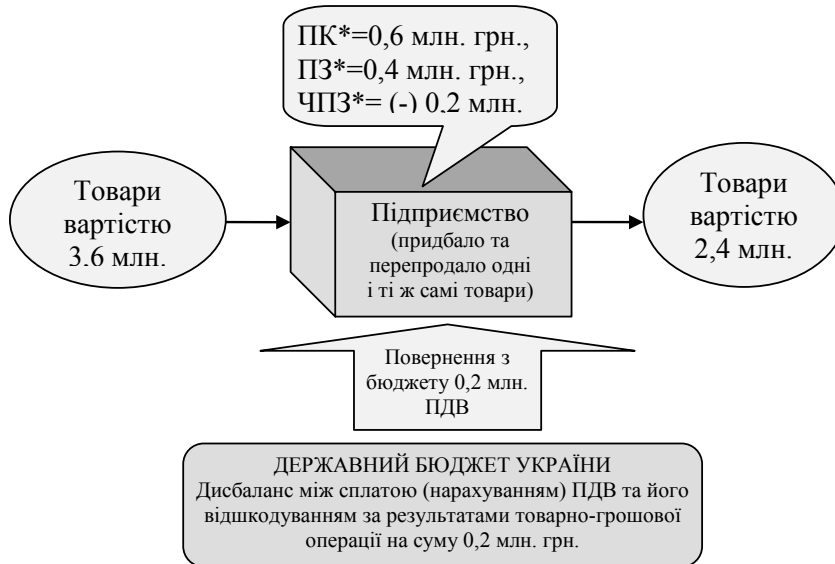 ПК*=0,6 млн. грн.,
ПЗ*=0,4 млн. грн.,
ЧПЗ*= (-) 0,2 млн.
Товари
вартістю
3.6 млн.
Підприємство
(придбало та
перепродало одні
і ті ж самі товари)
Товари
вартістю
2,4 млн.
Повернення з
бюджету 0,2 млн.
ПДВ
ДЕРЖАВНИЙ БЮДЖЕТ УКРАЇНИ
Дисбаланс між сплатою (нарахуванням) ПДВ та його
відшкодуванням за результатами товарно-грошової
операції на суму 0,2 млн. грн.